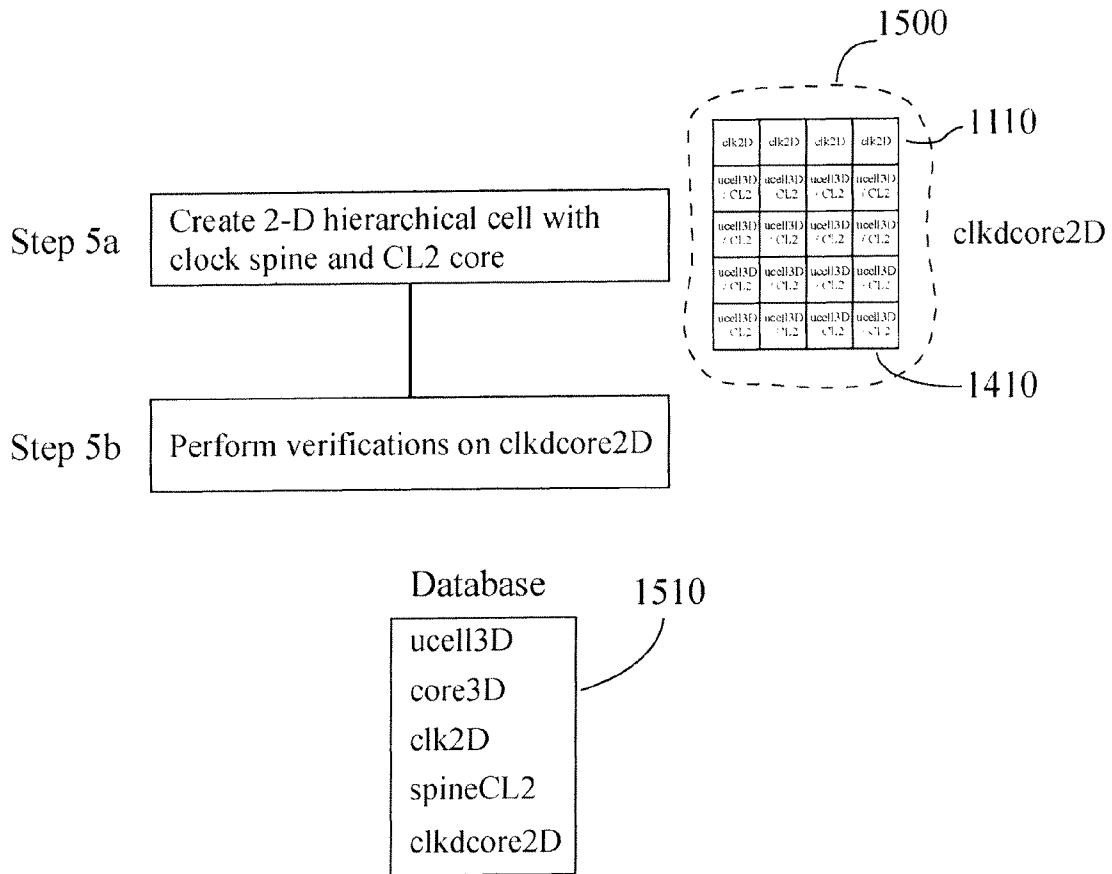 1500
1110
clk2D clk2D clk2D clk2D
ucell3D ucell3D ucell3D ucell3D
/ CL2 CL2 / CL2 / CL2
ucell3D ucell3D ucell3D ucell3D
/ CL2 / CL2 / CL2 / CL2
ucell3D ucell3D ucell3D ucell3D
/ CL2 / CL2 / CL2 / CL2
ucell3D ucell3D ucell3D ucell3D
CL2 / CL2 CL2 / CL2
clkdcore2D
1410
Step 5a
Create 2-D hierarchical cell with
clock spine and CL2 core
Step 5b
Perform verifications on clkdcore2D
Database
1510
ucell3D
core3D
clk2D
spineCL2
clkdcore2D